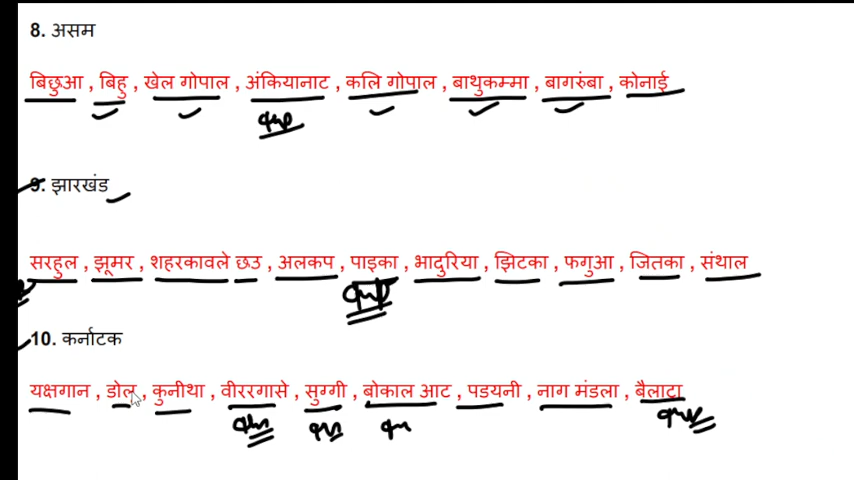 8. असम
बिछुआ , बिहु , खेल गोपाल , अंकियानाट , कलि गोपाल , बाथुकम्मा , बागरुंबा , कोनाई
9. झारखंड
सरहुल , झूमर , शहरकावले छउ , अलकप , पाइका , भादुरिया , झिटका , फगुआ , जितका , संथाल
10. कर्नाटक
यक्षगान , डोलू , कुनीथा , वीररगासे , सुग्गी , बोकाल आट , पडयनी , नाग मंडला , बैलाटा